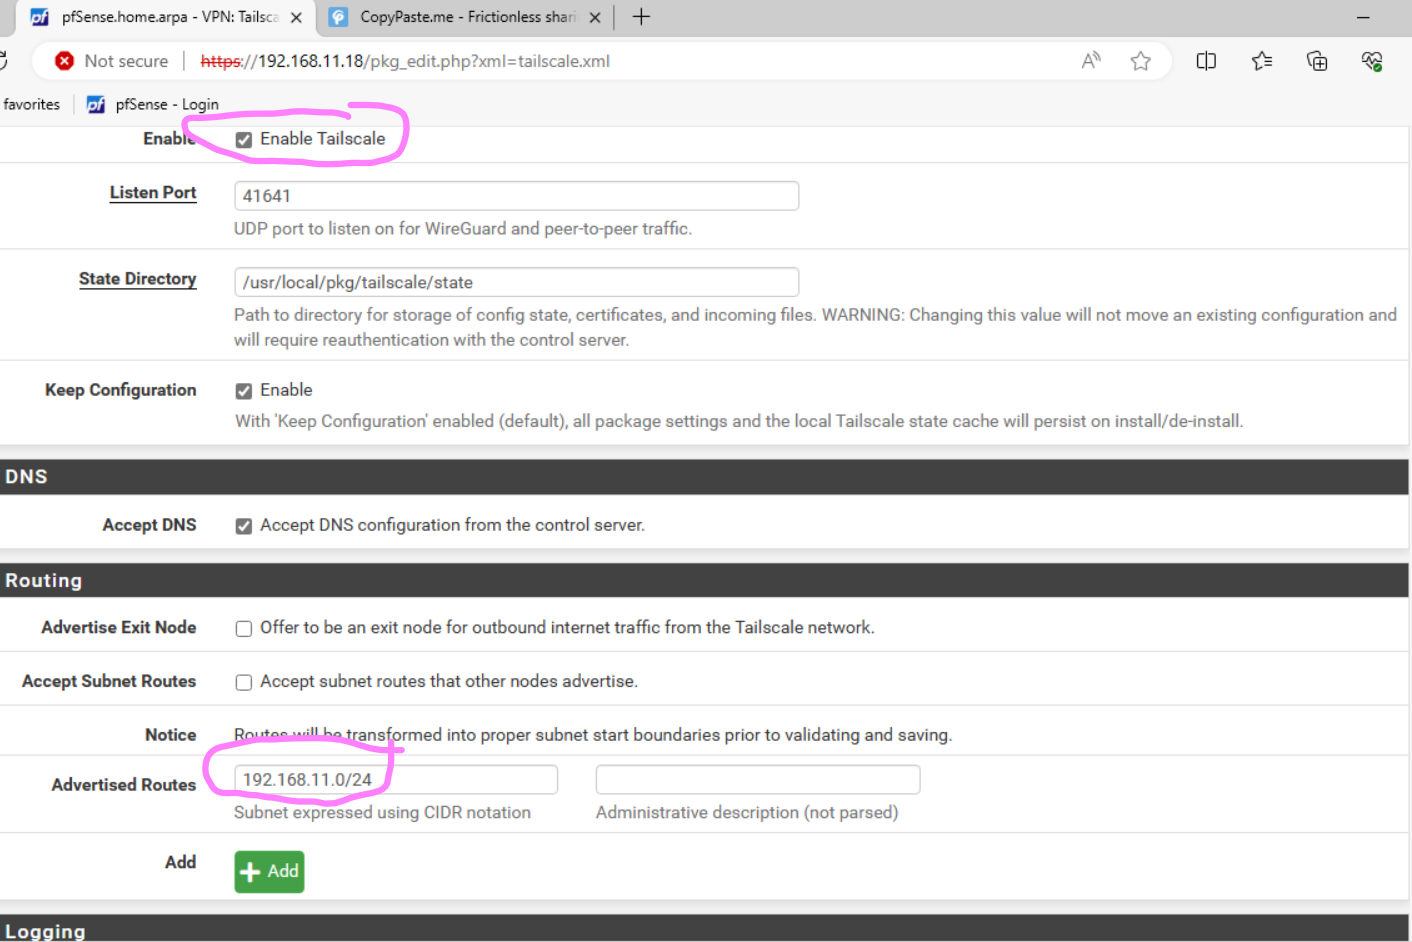 pfSense.home.arpa - VPN: Tailsca
CopyPaste.me - Frictionless shari
Not secure https://192.168.11.18/pkg_edit.php?xml=tailscale.xml
favorites pfSense - Login
Enable Enable Tailscale
Listen Port 41641
UDP port to listen on for WireGuard and peer-to-peer traffic.
State Directory /usr/local/pkg/tailscale/state
Path to directory for storage of config state, certificates, and incoming files. WARNING: Changing this value will not move an existing configuration and
will require reauthentication with the control server.
Keep Configuration Enable
With 'Keep Configuration' enabled (default), all package settings and the local Tailscale state cache will persist on install/de-install.
DNS
Accept DNS Accept DNS configuration from the control server.
Routing
Advertise Exit Node Offer to be an exit node for outbound internet traffic from the Tailscale network.
Accept Subnet Routes Accept subnet routes that other nodes advertise.
Notice Routes will be transformed into proper subnet start boundaries prior to validating and saving.
Advertised Routes 192.168.11.0/24
Subnet expressed using CIDR notation Administrative description (not parsed)
Add Add
Logging